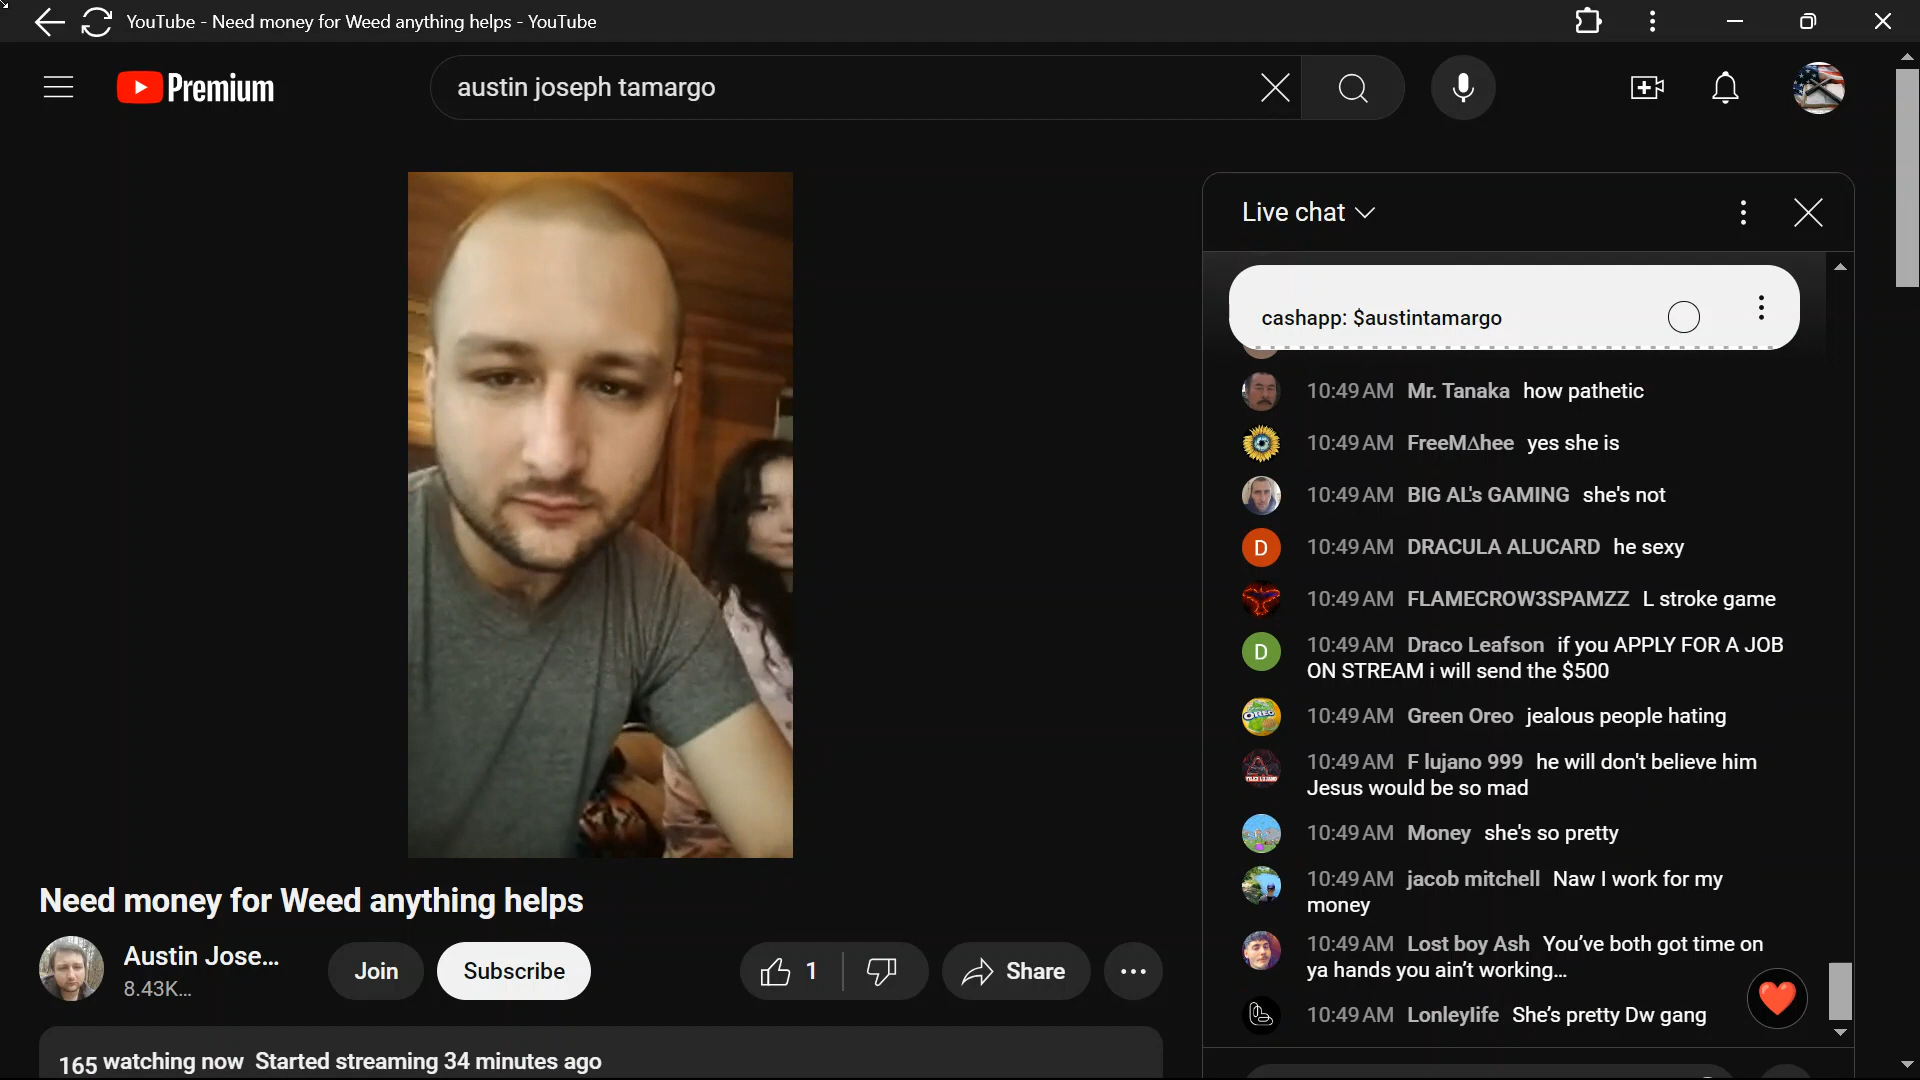 YouTube - Need money for Weed anything helps - YouTube
Premium
austin joseph tamargo
Live chat
cashapp: $austintamargo
10:49 AM Mr. Tanaka how pathetic
10:49 AM FreeM∆hee yes she is
10:49 AM BIG AL's GAMING she's not
D
10:49 AM DRACULA ALUCARD he sexy
10:49 AM FLAMECROW3SPAMZZ L stroke game
D
10:49 AM Draco Leafson if you APPLY FOR A JOB
ON STREAM i will send the $500
OREO
10:49 AM Green Oreo jealous people hating
10:49 AM F lujano 999 he will don't believe him
Jesus would be so mad
10:49 AM Money she's so pretty
10:49 AM jacob mitchell Naw I work for my
money
10:49 AM Lost boy Ash You’ve both got time on
ya hands you ain’t working...
10:49 AM Lonleylife She’s pretty Dw gang
Need money for Weed anything helps
Austin Jose...
8.43K...
Join
Subscribe
1
Share
165 watching now Started streaming 34 minutes ago